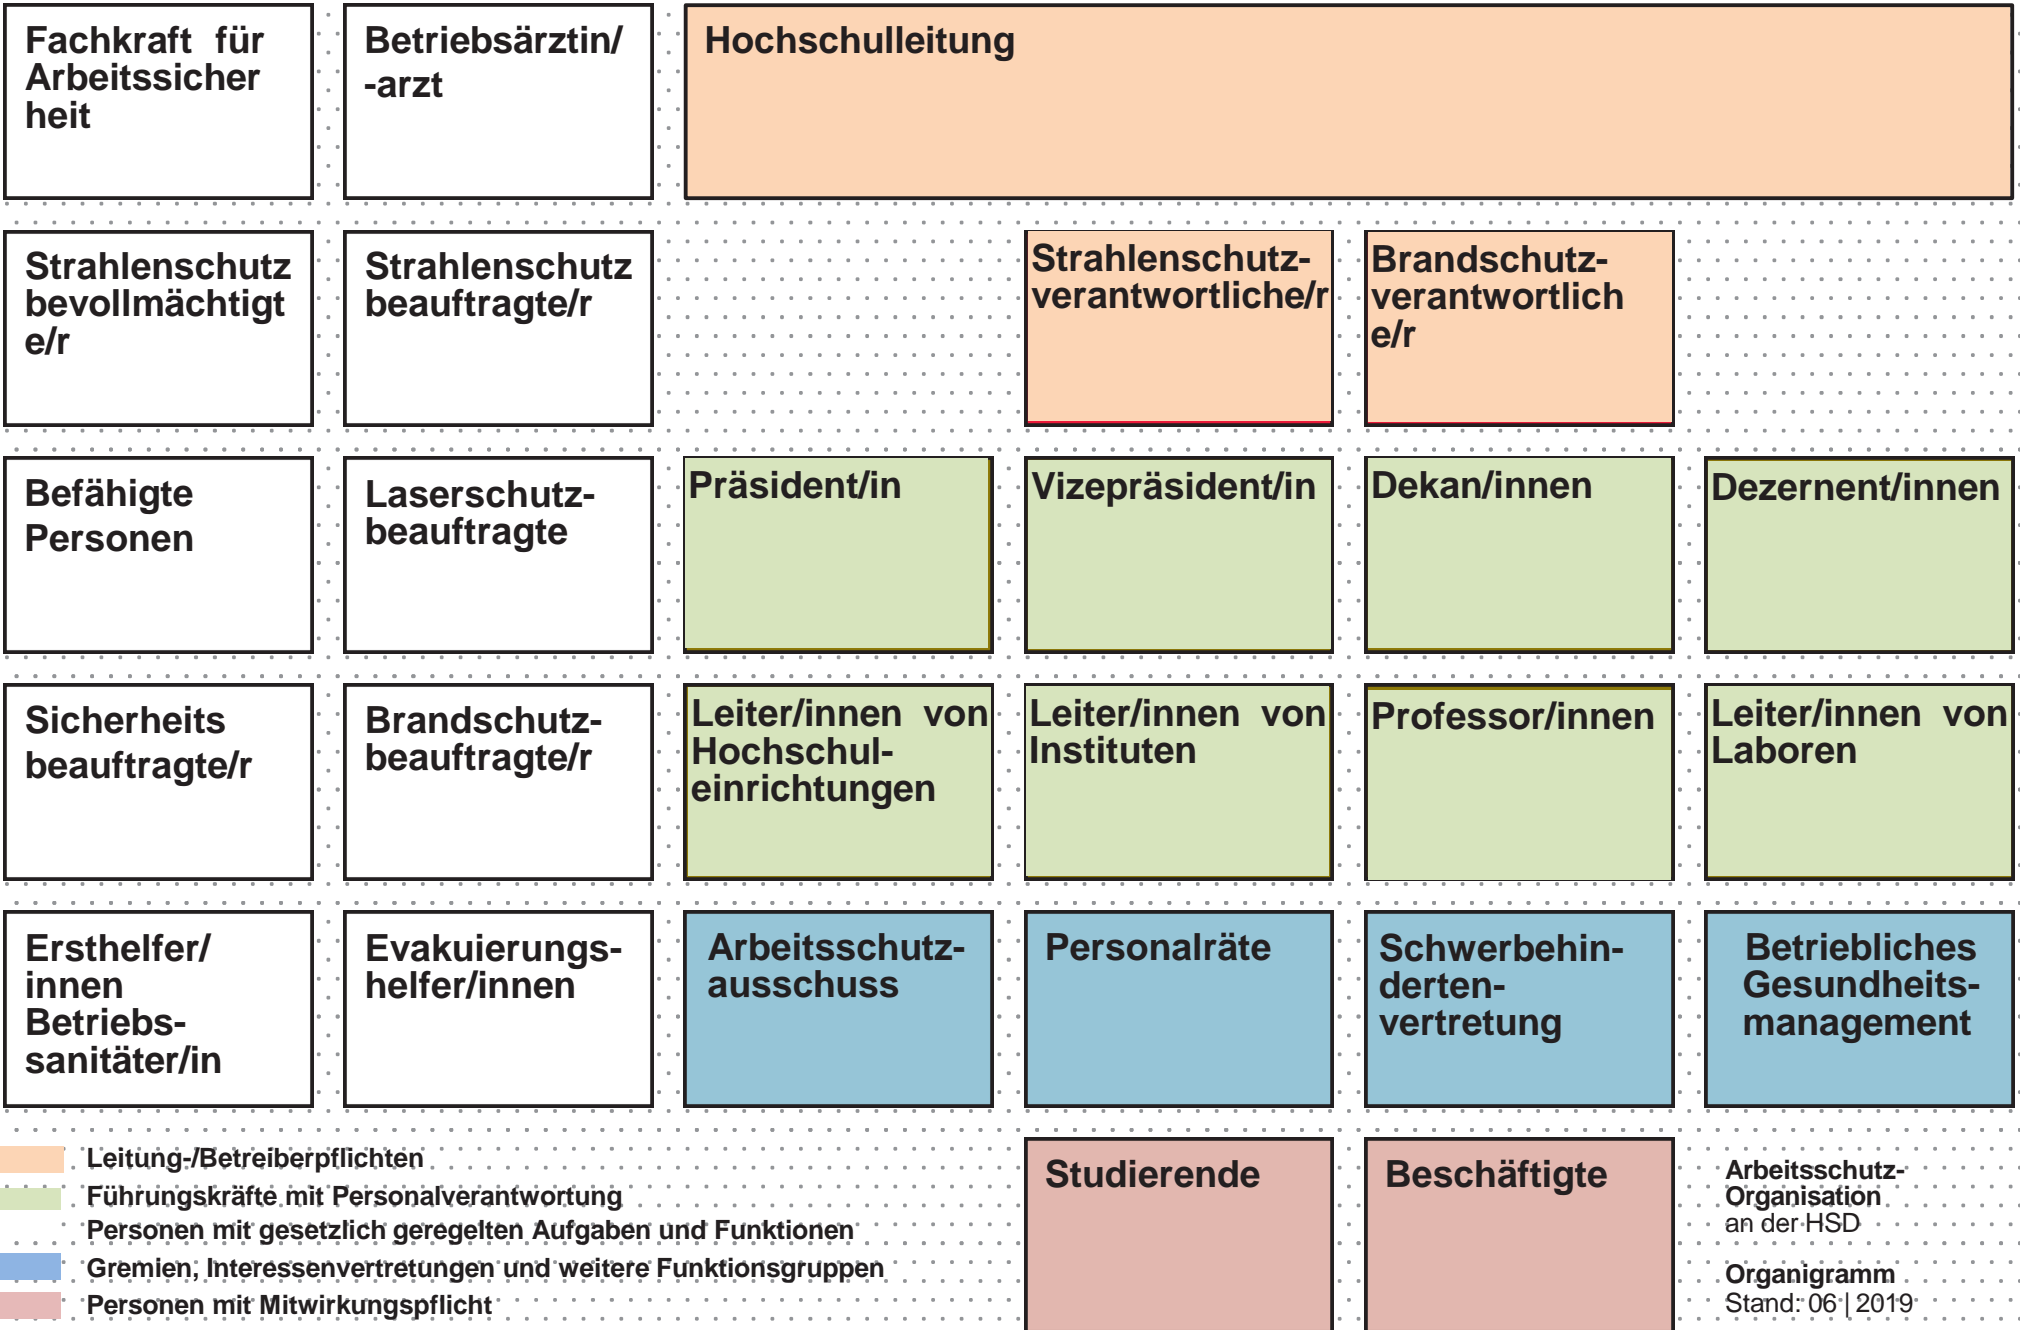 Fachkraft für
Arbeitssicher
heit
Betriebsärztin/
-arzt
Hochschulleitung
Strahlenschutz
bevollmächtigt
e/r
Strahlenschutz
beauftragte/r
Strahlenschutz-
verantwortliche/r
Brandschutz-
verantwortlich
e/r
Befähigte
Personen
Laserschutz-
beauftragte
Präsident/in
Vizepräsident/in
Dekan/innen
Dezernent/innen
Sicherheits
beauftragte/r
Brandschutz-
beauftragte/r
Leiter/innen von
Hochschul-
einrichtungen
Leiter/innen von
Instituten
Professor/innen
Leiter/innen von
Laboren
Ersthelfer/
innen
Betriebs-
sanitäter/in
Evakuierungs-
helfer/innen
Arbeitsschutz-
ausschuss
Personalräte
Schwerbehin-
derten-
vertretung
Betriebliches
Gesundheits-
management
Leitung-/Betreiberpflichten
Führungskräfte mit Personalverantwortung
Personen mit gesetzlich geregelten Aufgaben und Funktionen
Gremien, Interessenvertretungen und weitere Funktionsgruppen
Personen mit Mitwirkungspflicht
Studierende
Beschäftigte
Arbeitsschutz-
Organisation
an der HSD
Organigramm
Stand: 06 | 2019